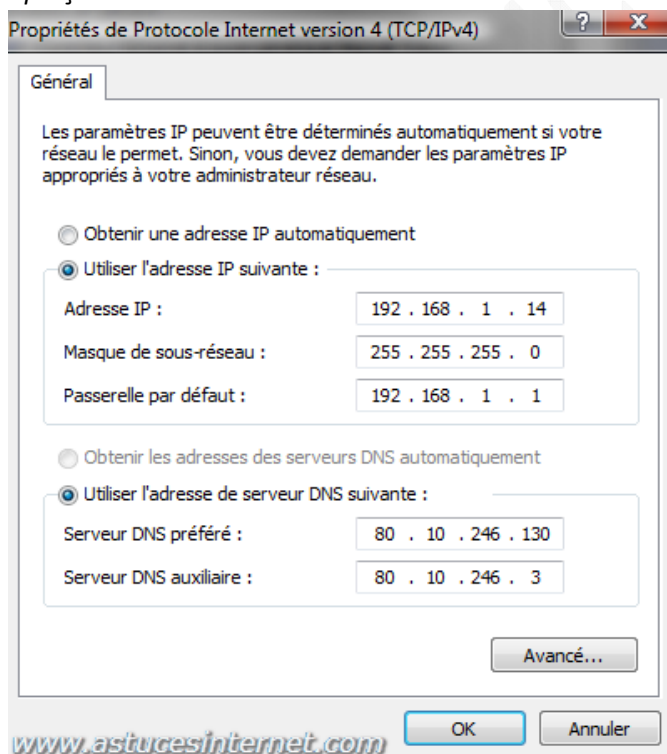 Propriétés de Protocole Internet version 4 (TCP/IPv4)
? X
Général
Les paramètres IP peuvent être déterminés automatiquement si votre
réseau le permet. Sinon, vous devez demander les paramètres IP
appropriés à votre administrateur réseau.
Obtenir une adresse IP automatiquement
Utiliser l'adresse IP suivante :
Adresse IP : 192 . 168 . 1 . 14
Masque de sous-réseau : 255 . 255 . 255 . 0
Passerelle par défaut : 192 . 168 . 1 . 1
Obtenir les adresses des serveurs DNS automatiquement
Utiliser l'adresse de serveur DNS suivante :
Serveur DNS préféré : 80 . 10 . 246 . 130
Serveur DNS auxiliaire : 80 . 10 . 246 . 3
Avancé...
OK Annuler
www.astucesinternet.com